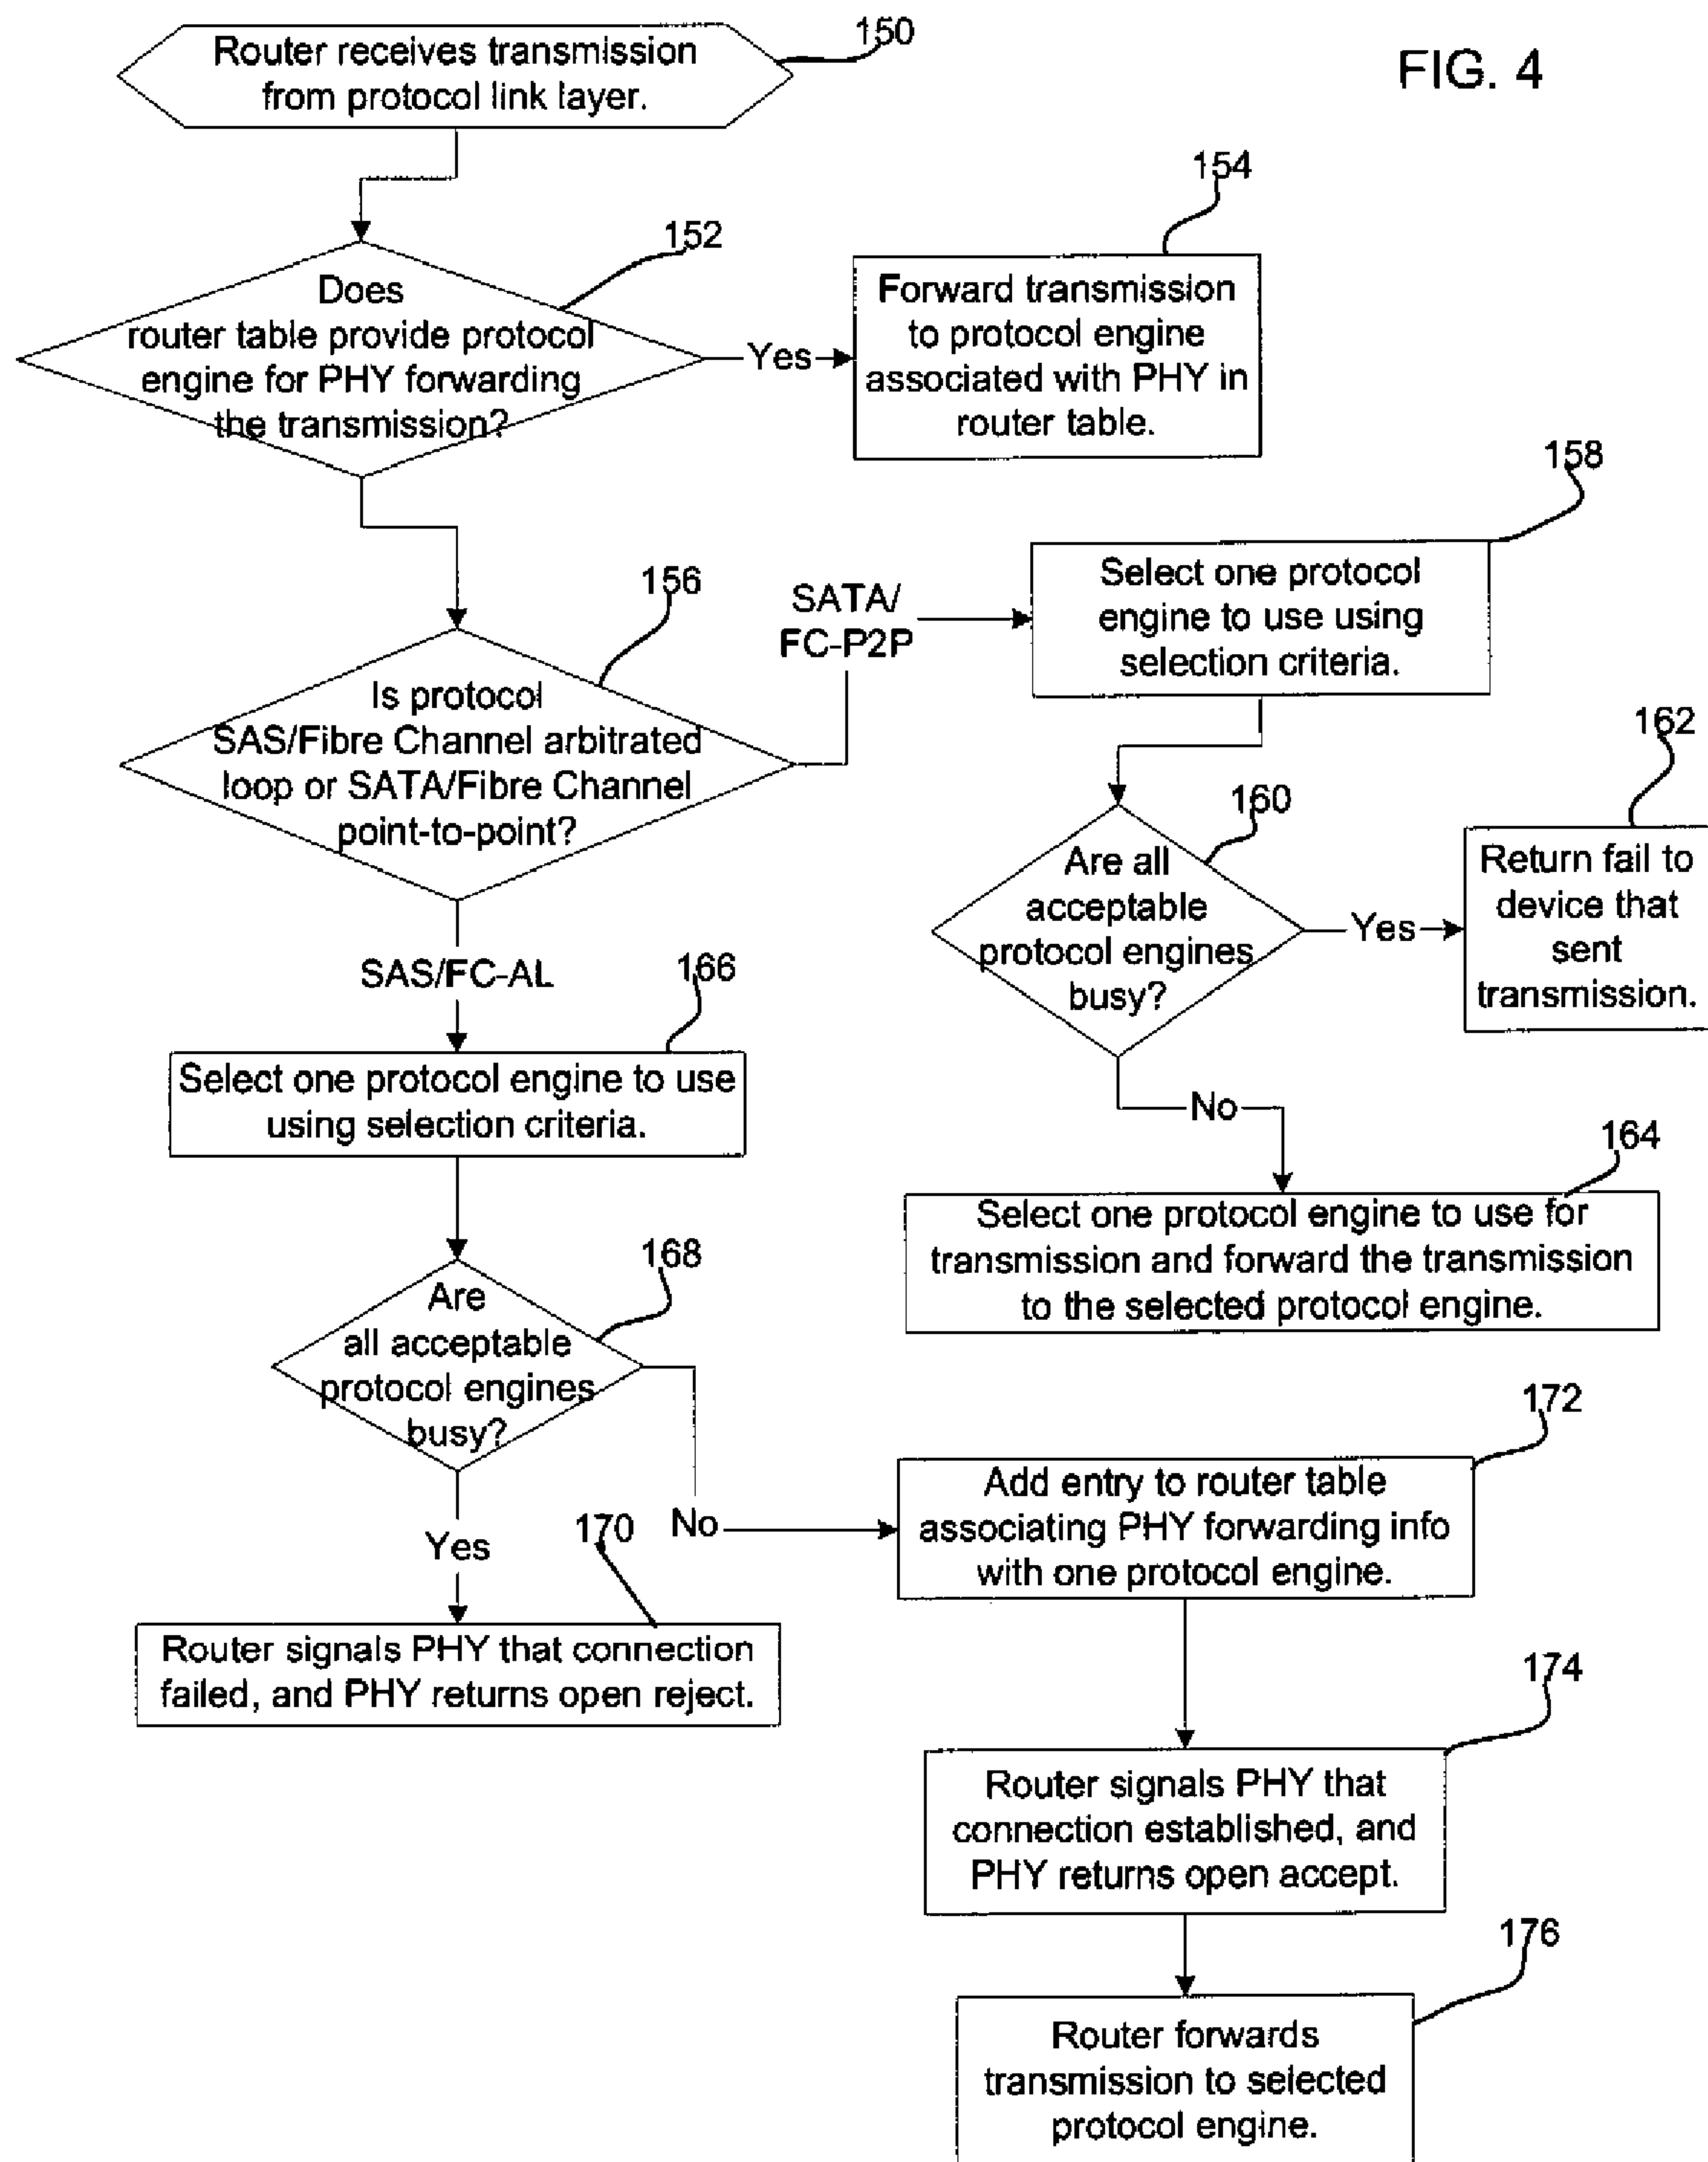 FIG. 4
150
Router receives transmission
from protocol link layer.
152
Does
router table provide protocol
engine for PHY forwarding
the transmission?
Yes
154
Forward transmission
to protocol engine
associated with PHY in
router table.
156
Is protocol
SAS/Fibre Channel arbitrated
loop or SATA/Fibre Channel
point-to-point?
SATA/
FC-P2P
158
Select one protocol
engine to use using
selection criteria.
160
Are all
acceptable
protocol engines
busy?
Yes
162
Return fail to
device that
sent
transmission.
No
164
Select one protocol engine to use for
transmission and forward the transmission
to the selected protocol engine.
SAS/FC-AL
166
Select one protocol engine to use
using selection criteria.
168
Are
all acceptable
protocol engines
busy?
Yes
170
Router signals PHY that connection
failed, and PHY returns open reject.
No
172
Add entry to router table
associating PHY forwarding info
with one protocol engine.
174
Router signals PHY that
connection established, and
PHY returns open accept.
176
Router forwards
transmission to selected
protocol engine.